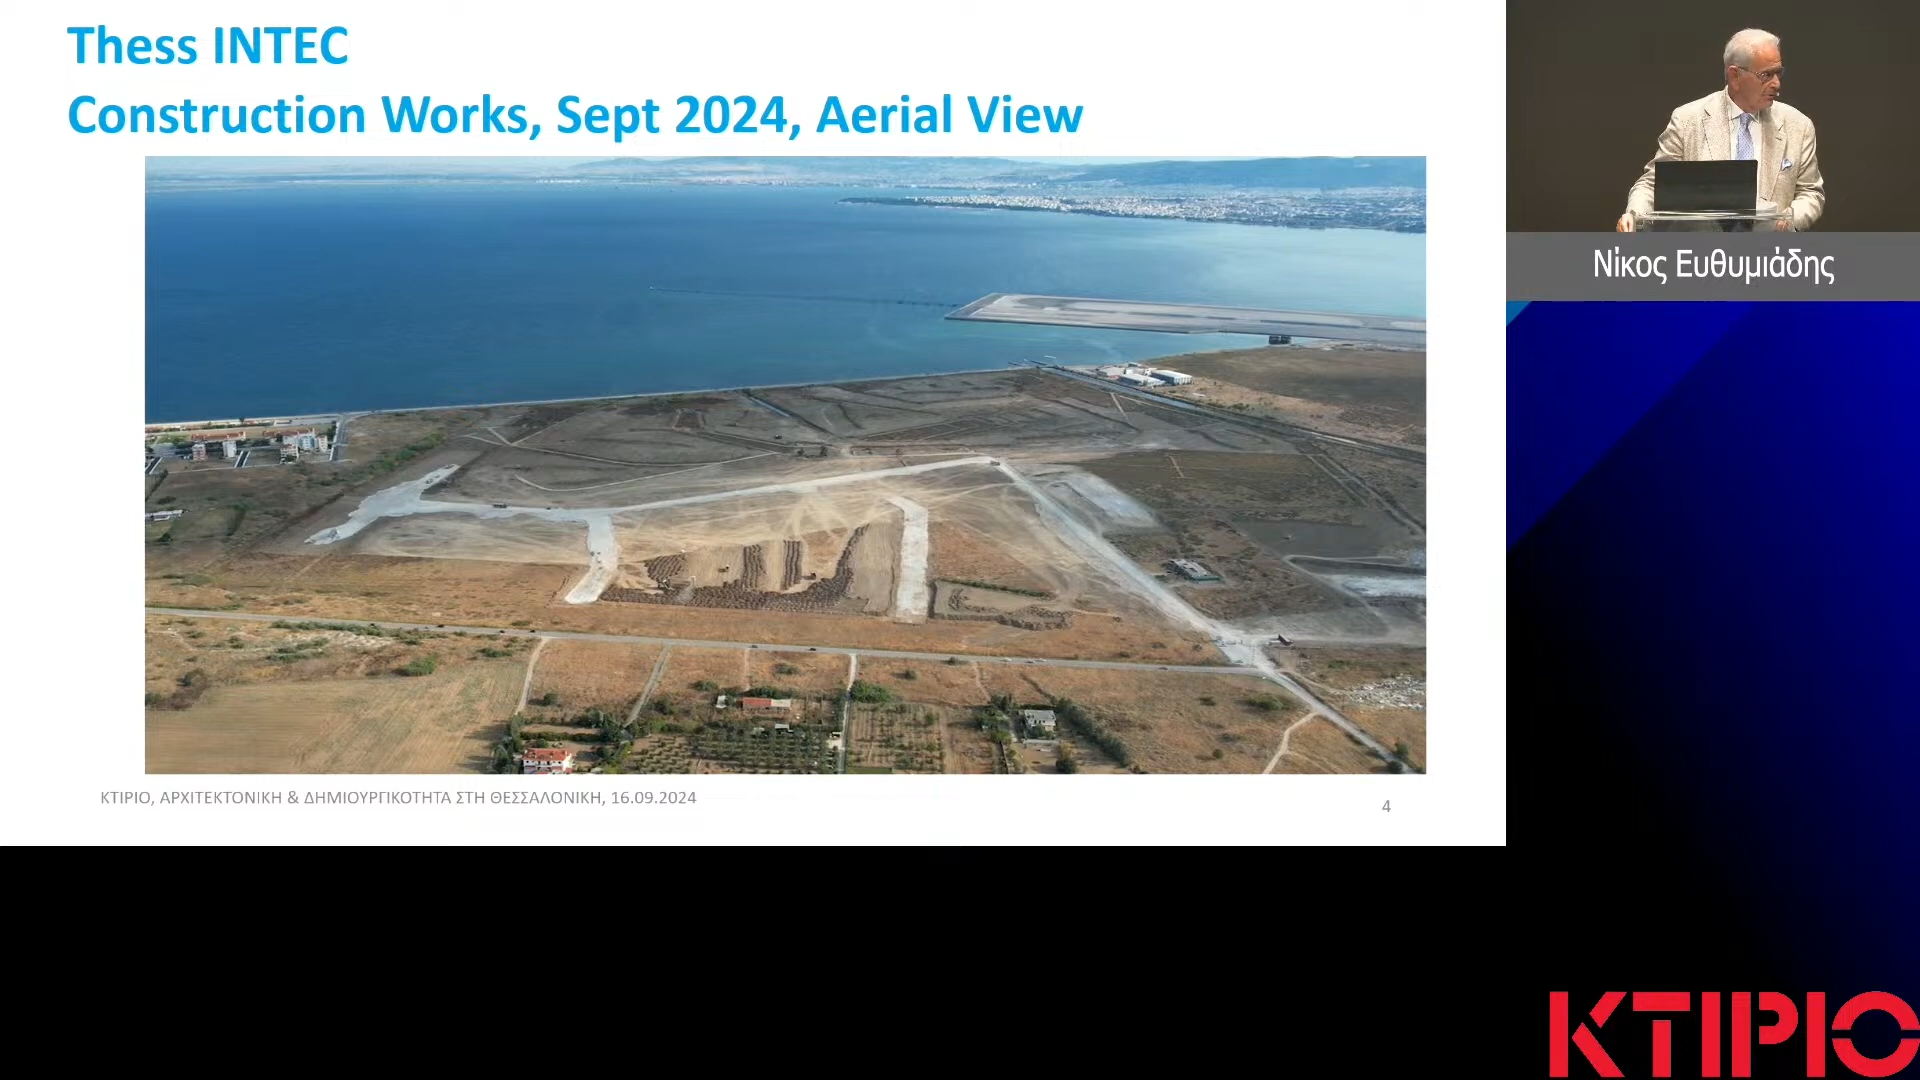 Thess INTEC
Construction Works, Sept 2024, Aerial View
Νίκος Ευθυμιάδης
ΚΤΙΡΙΟ, ΑΡΧΙΤΕΚΤΟΝΙΚΗ & ΔΗΜΙΟΥΡΓΙΚΟΤΗΤΑ ΣΤΗ ΘΕΣΣΑΛΟΝΙΚΗ, 16.09.2024
4
ΚΤΙΡΙΟ